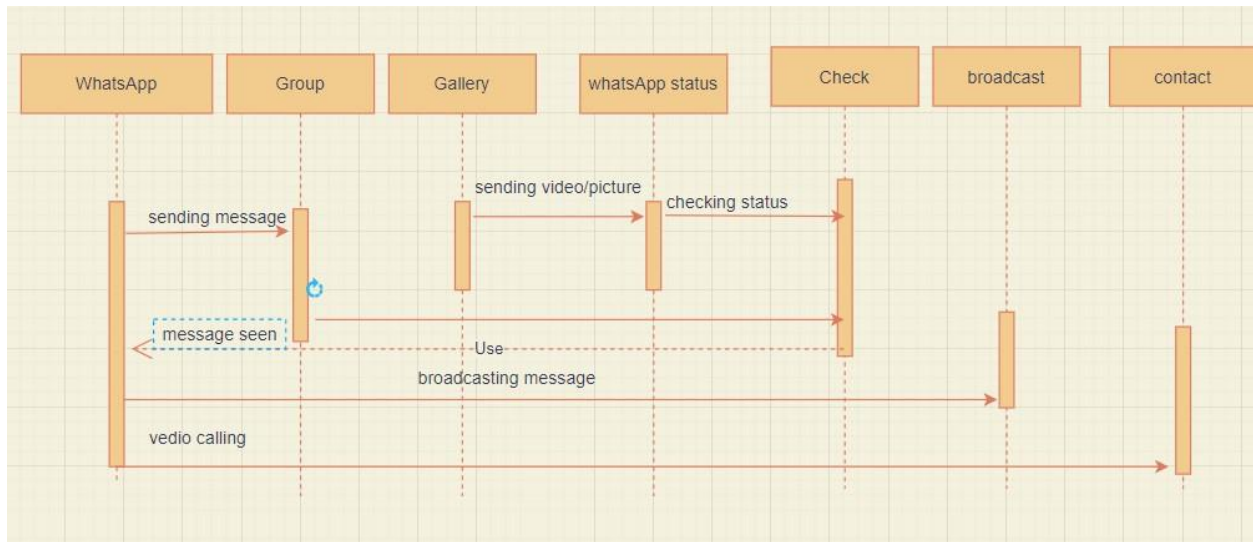 WhatsApp
Group
Gallery
whatsApp status
Check
broadcast
contact
sending video/picture
checking status
sending message
message seen
Use
broadcasting message
vedio calling